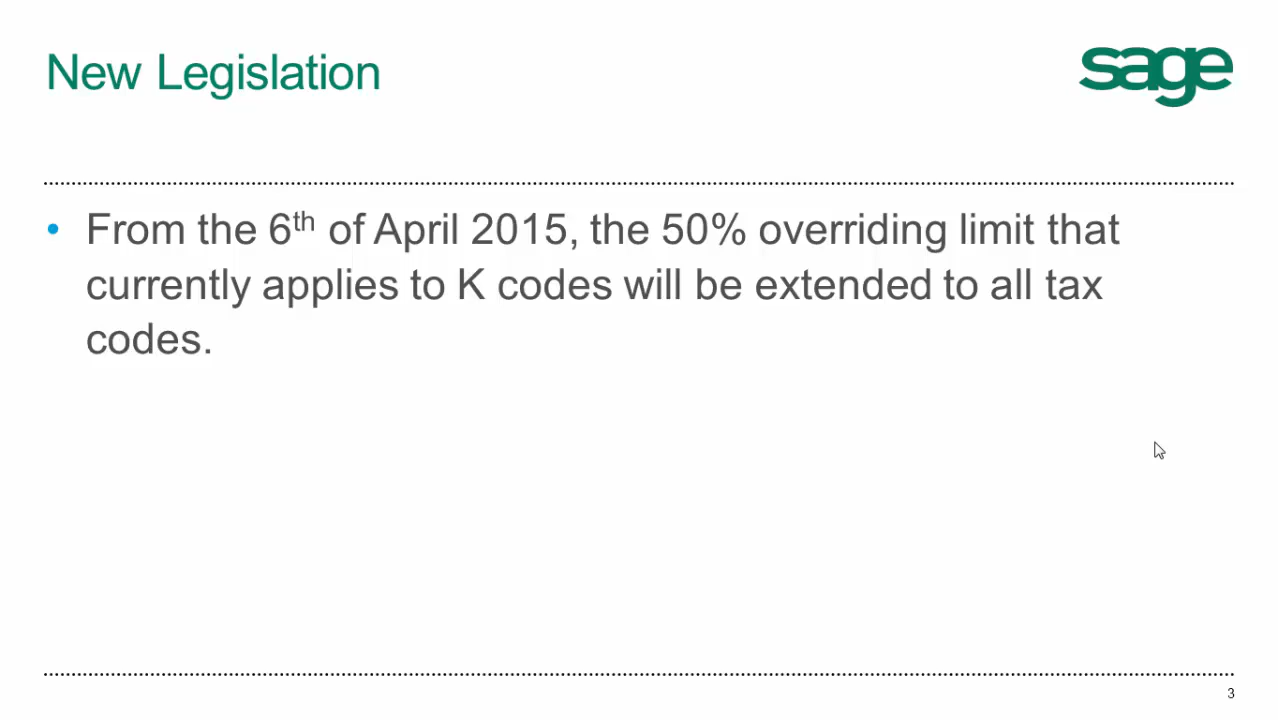 New Legislation
sage
• From the 6th of April 2015, the 50% overriding limit that
currently applies to K codes will be extended to all tax
codes.
3